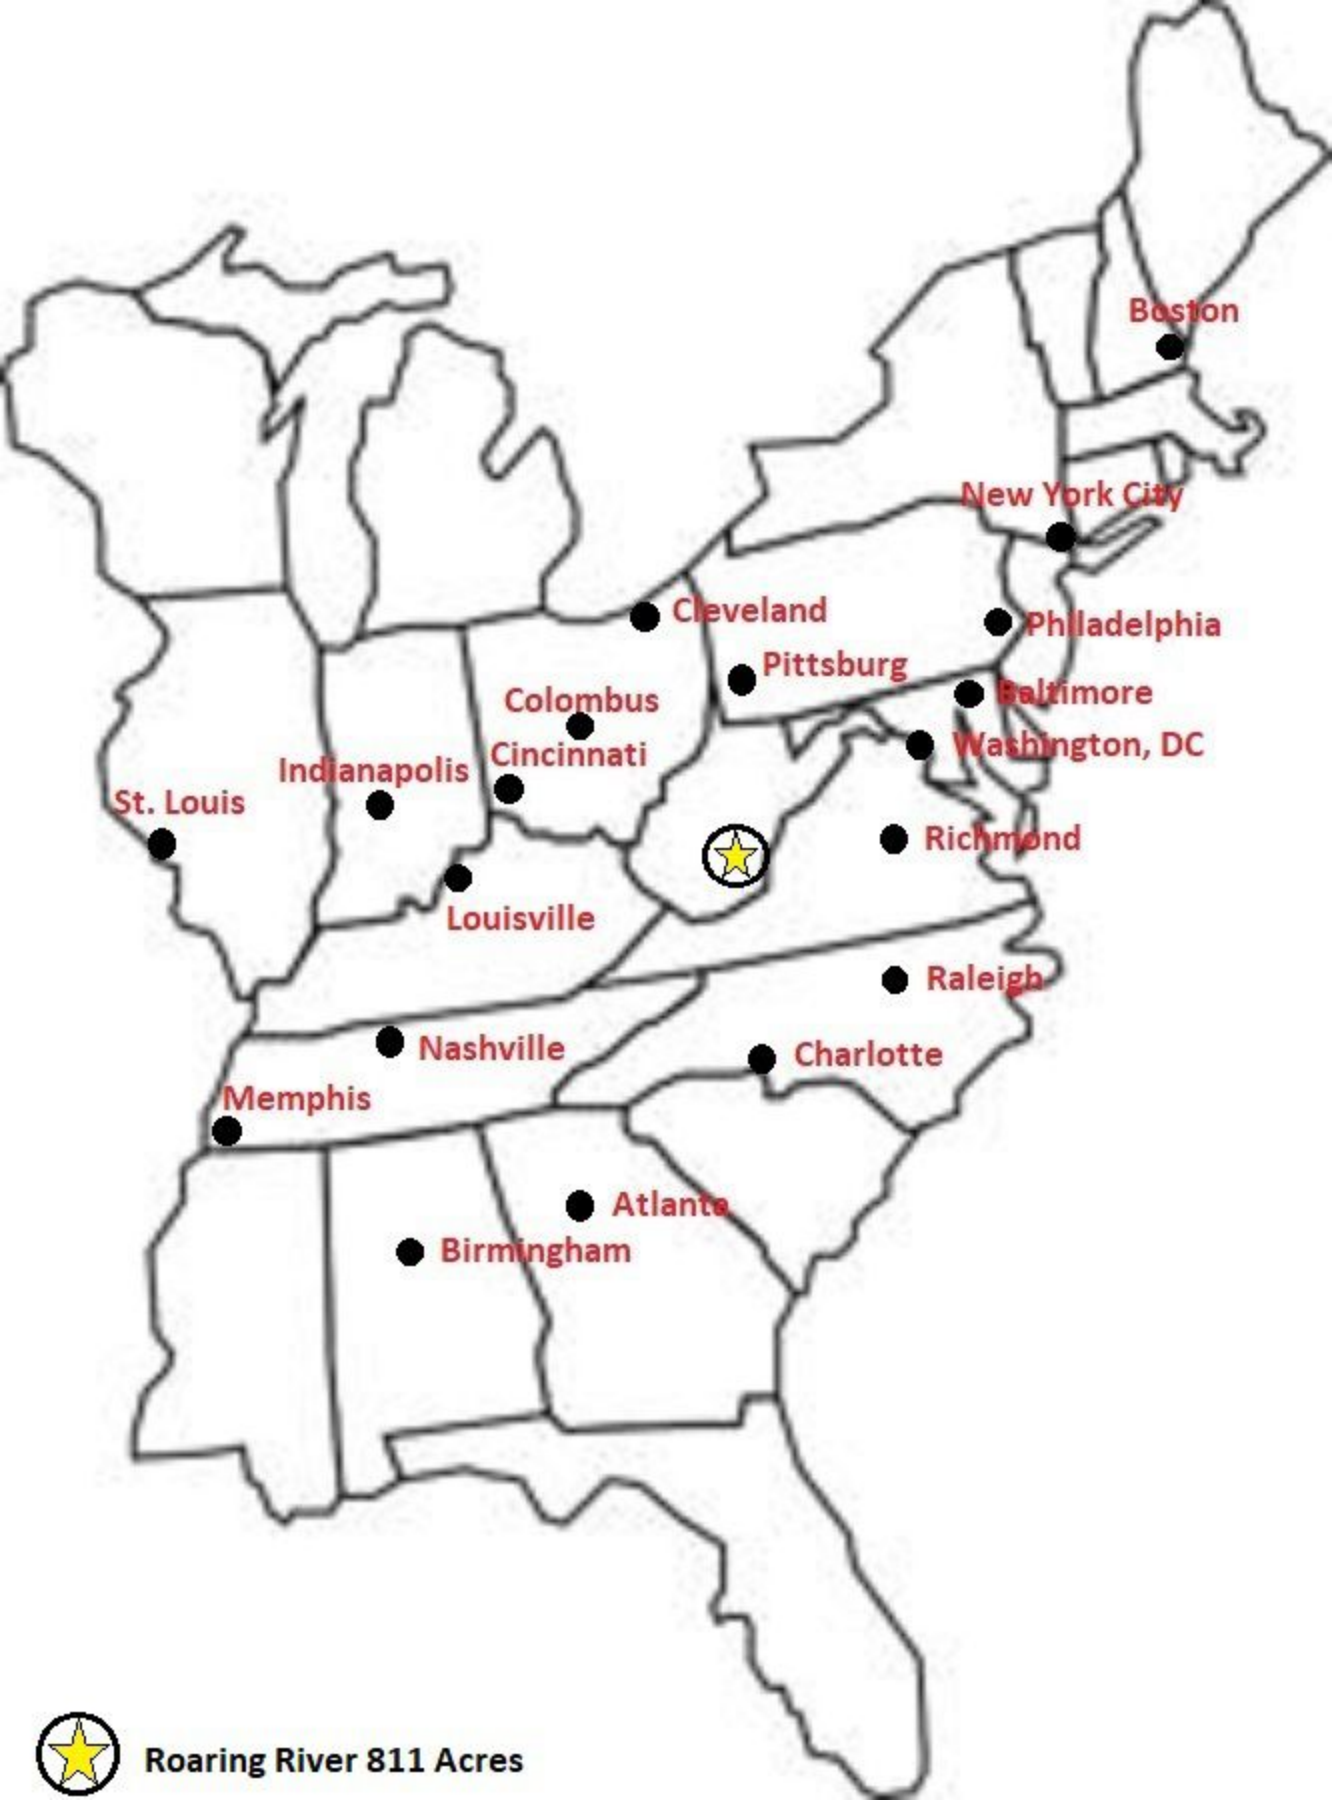 Boston
New York City
Cleveland
Philadelphia
Pittsburg
Baltimore
Colombus
Washington, DC
Cincinnati
Indianapolis
St. Louis
Richmond
Louisville
Raleigh
Nashville
Charlotte
Memphis
Atlanta
Birmingham
Roaring River 811 Acres